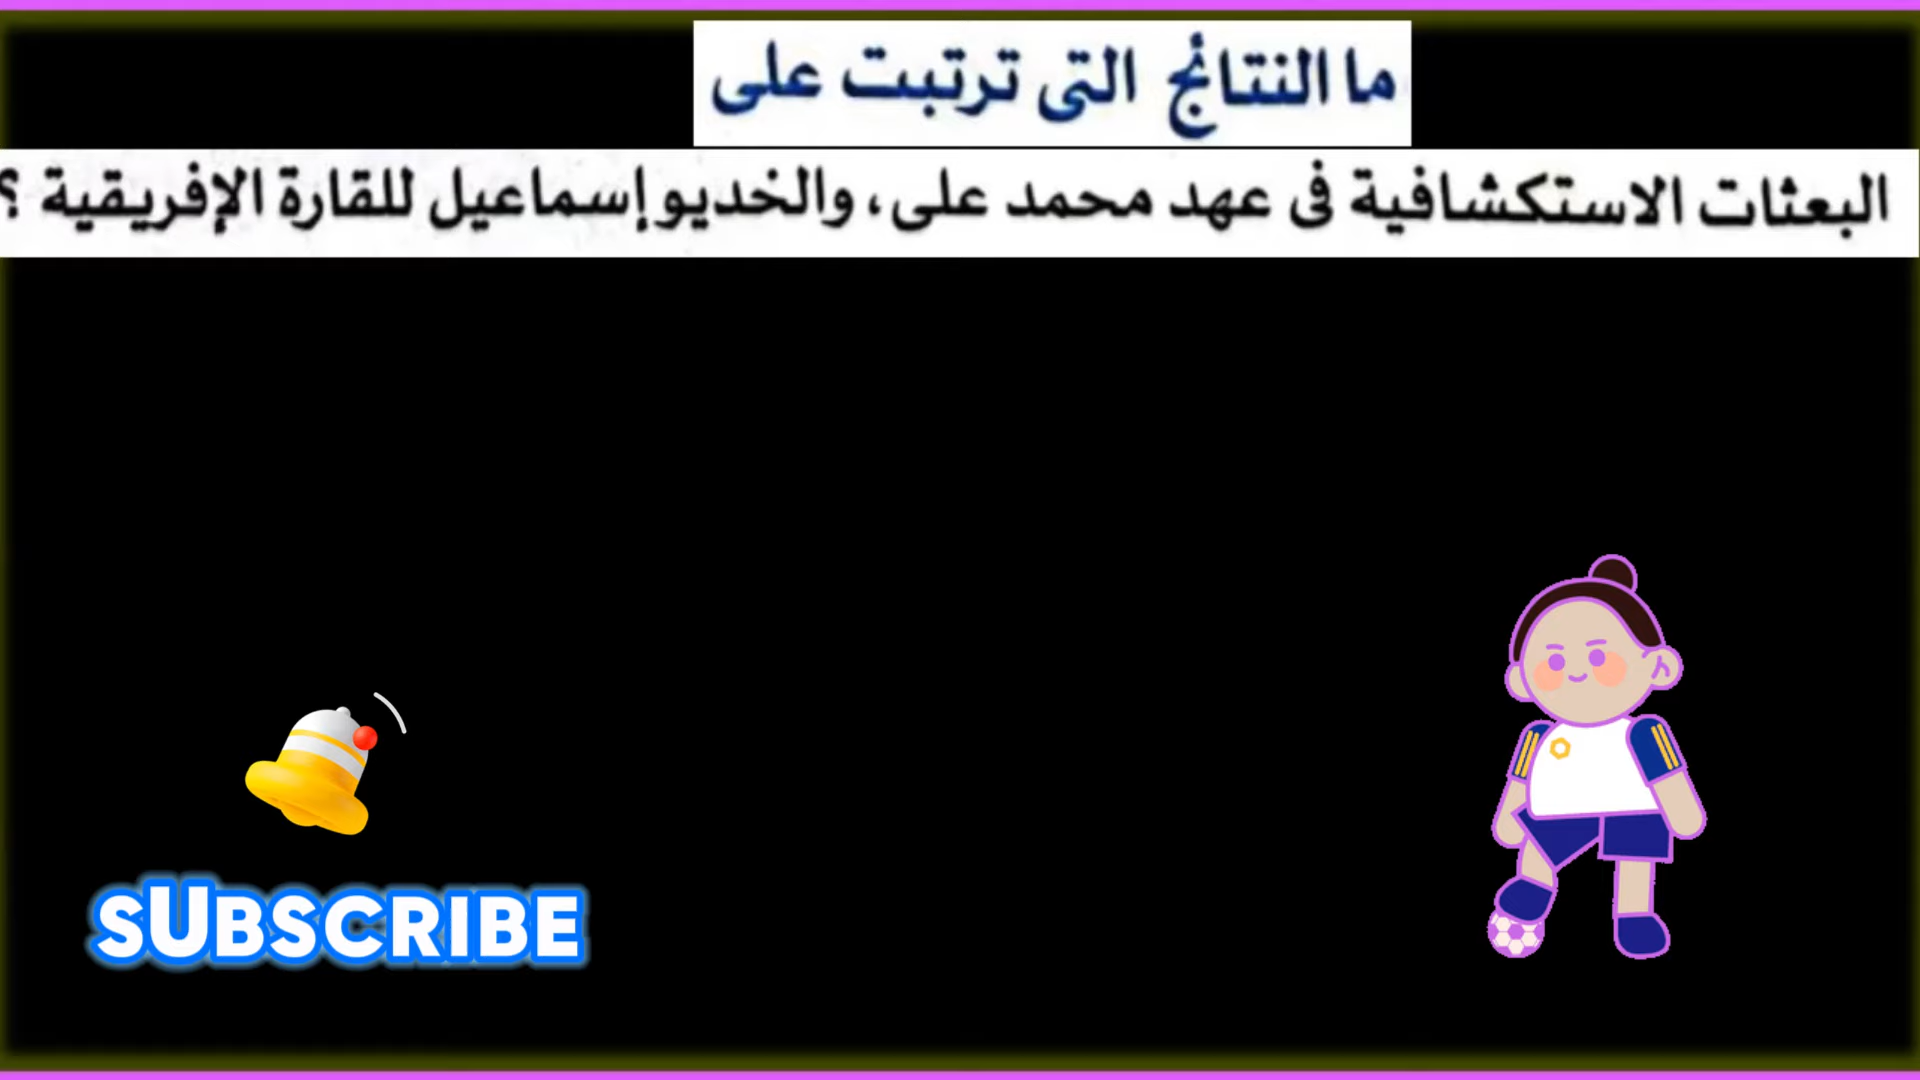 ما النتائج التى ترتبت على
البعثات الاستكشافية فى عهد محمد على، والخديو إسماعيل للقارة الإفريقية ؟
SUBSCRIBE